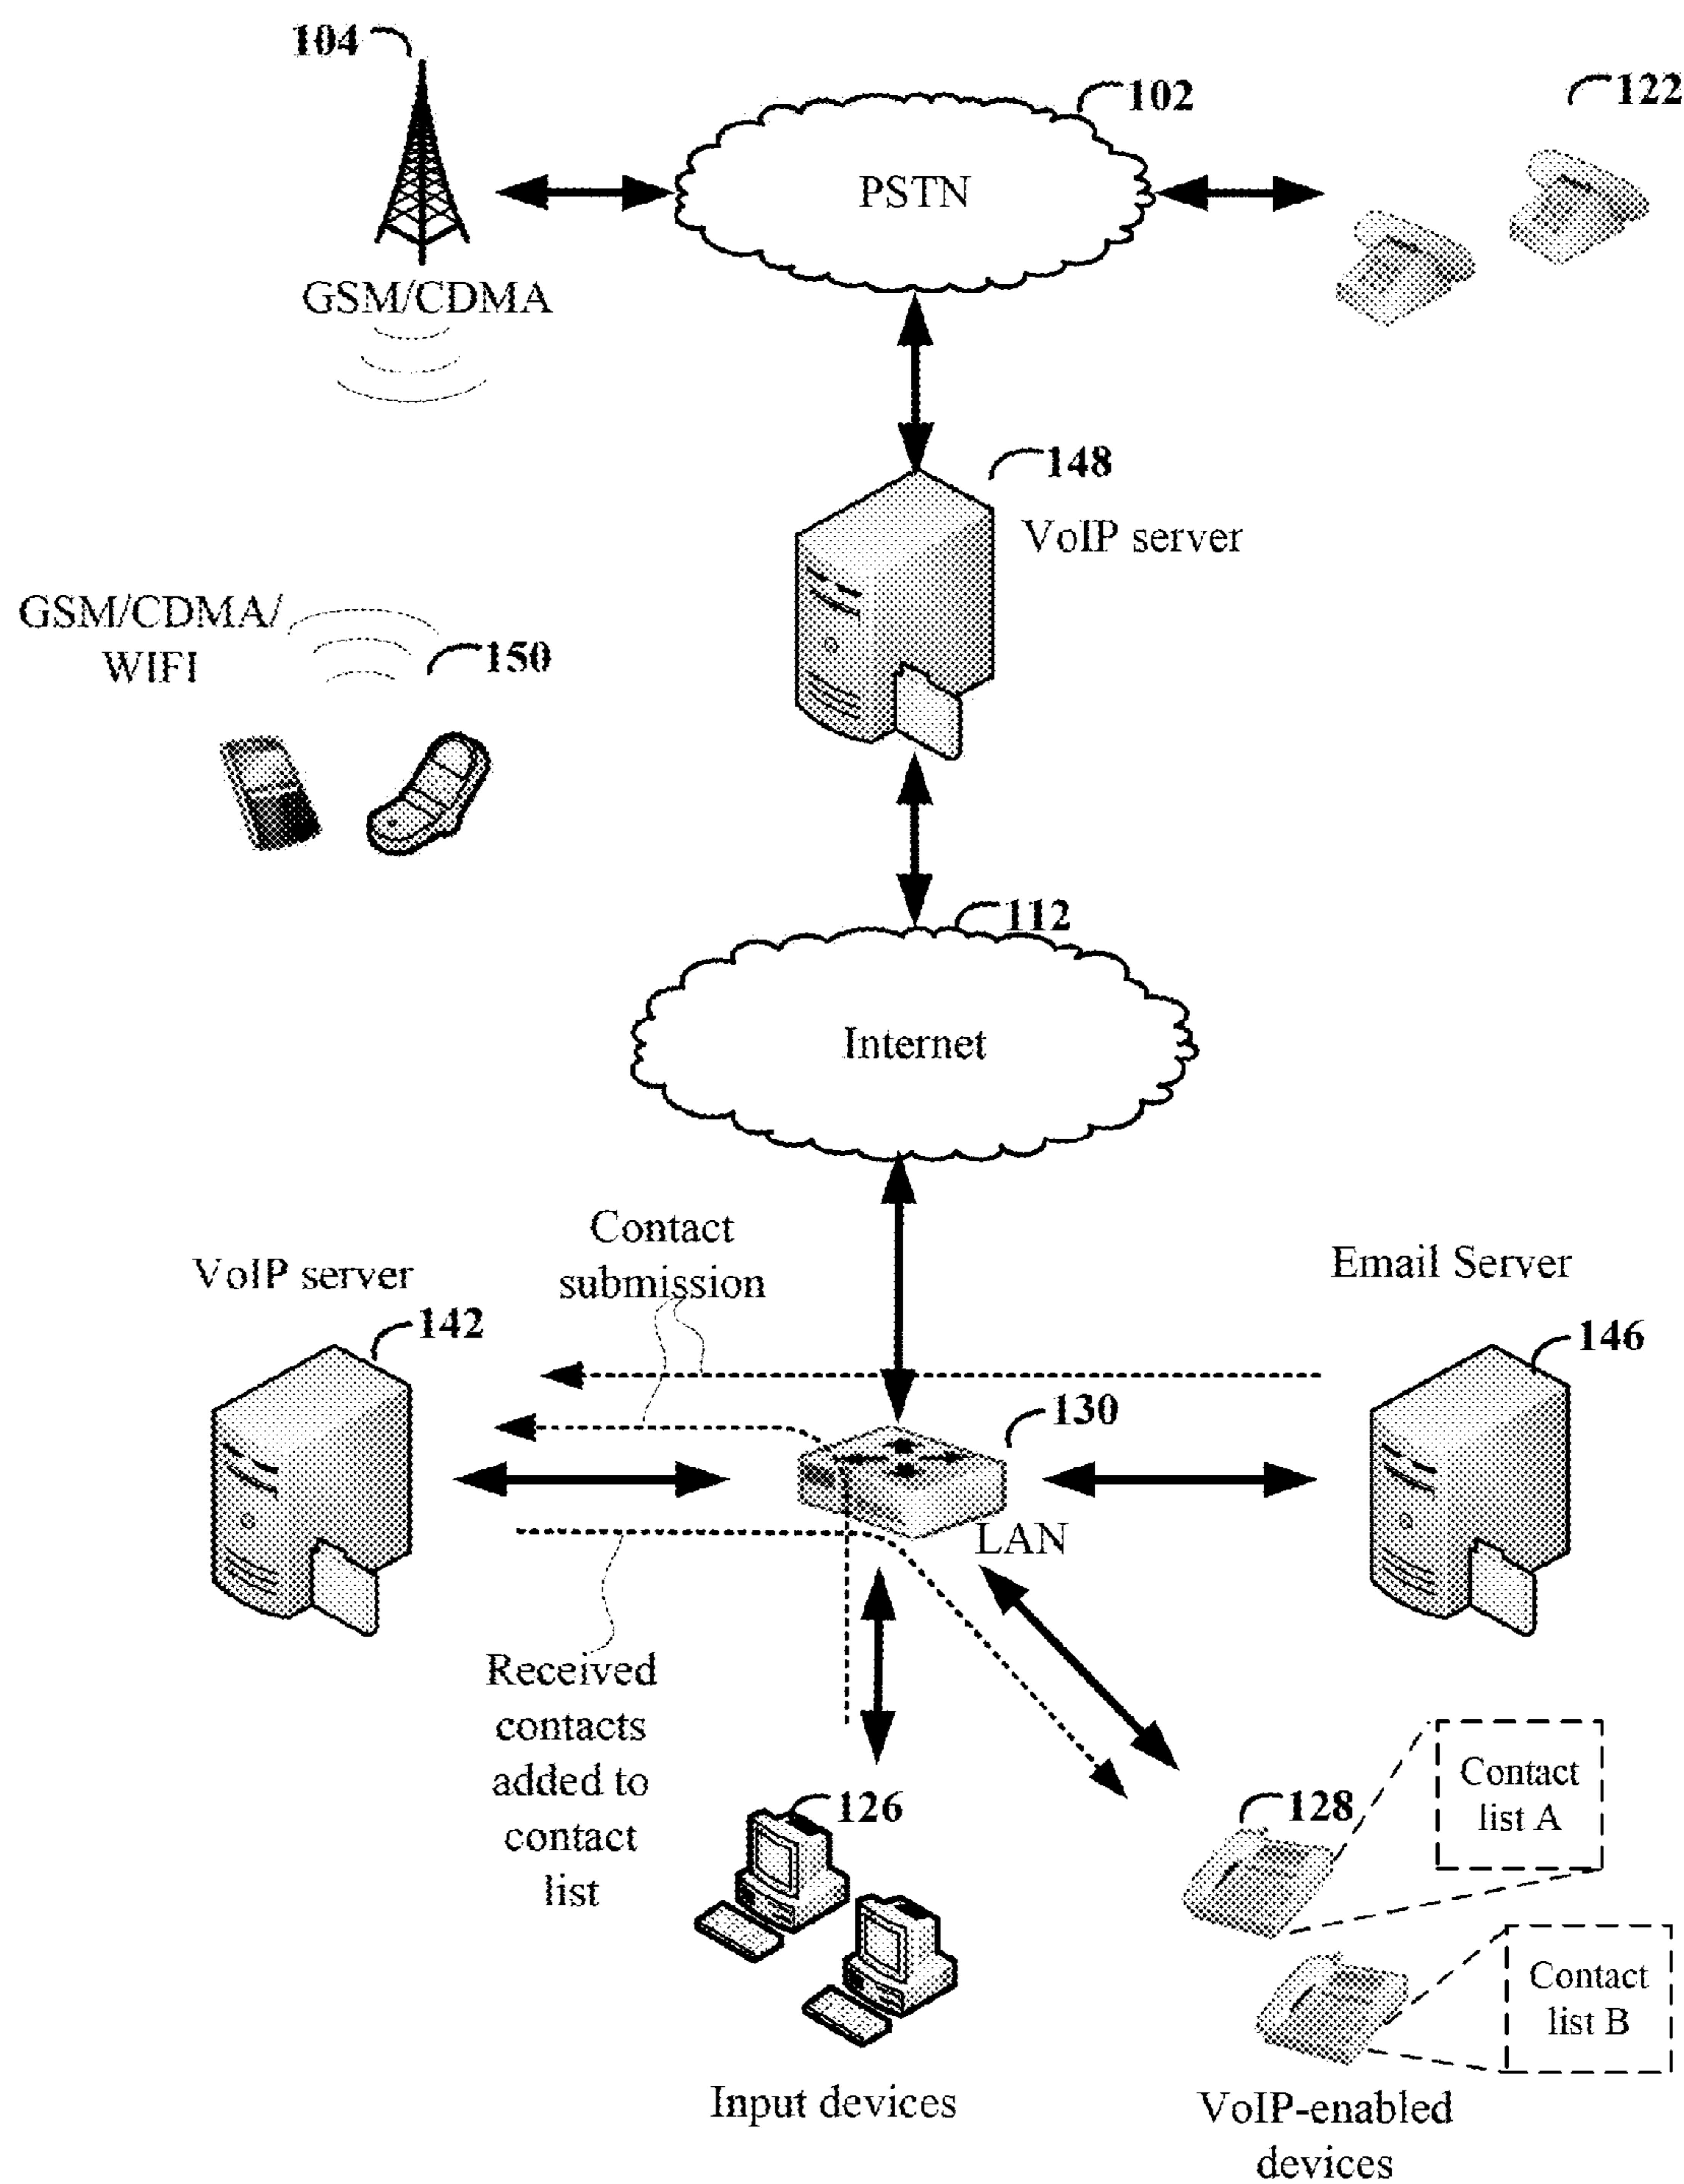 104
102
122
PSTN
GSM/CDMA
148
VoIP server
GSM/CDMA/
WIFI
150
112
Internet
Contact
submission
VoIP server
142
Email Server
146
130
LAN
Received
contacts
added to
contact
list
126
128
Contact
list A
Contact
list B
Input devices
VoIP-enabled
devices